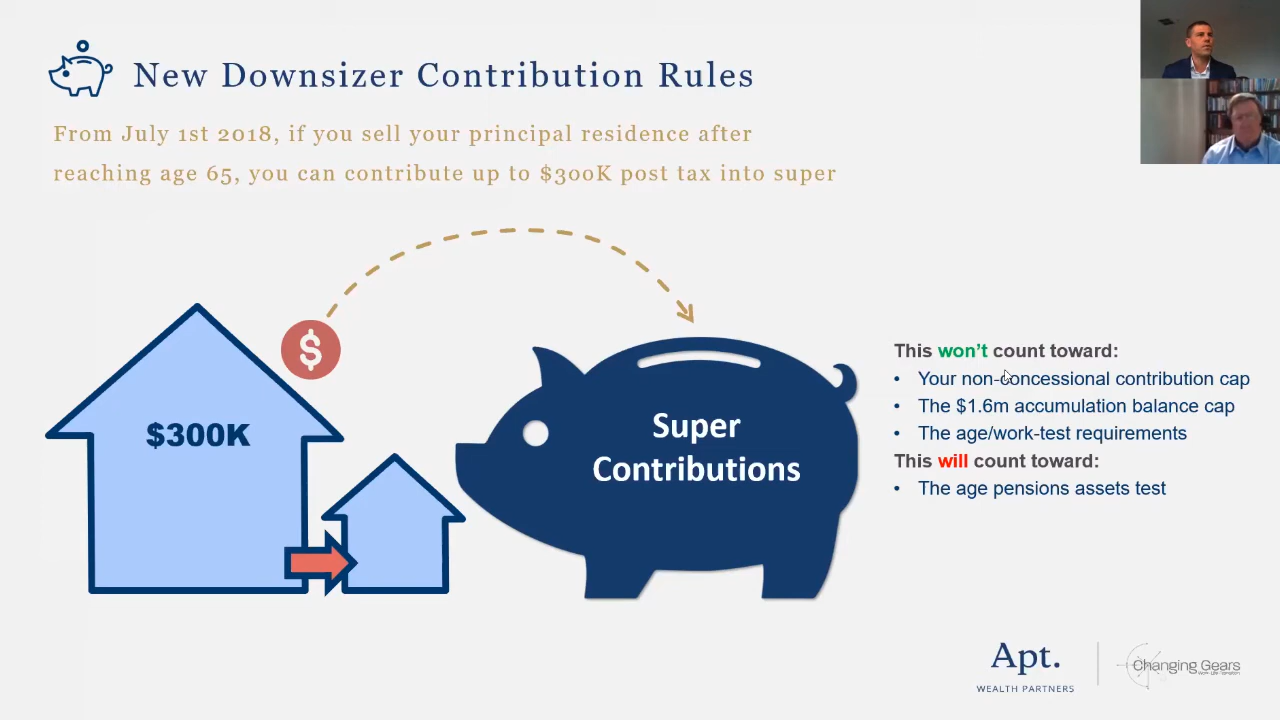 New Downsizer Contribution Rules
From July 1st 2018, if you sell your principal residence after
reaching age 65, you can contribute up to $300K post tax into super
$
$300K
Super
Contributions
This won't count toward:
• Your non-concessional contribution cap
• The $1.6m accumulation balance cap
• The age/work-test requirements
This will count toward:
• The age pensions assets test
Apt.
WEALTH PARTNERS
Changing Gears
Work-Life Transition